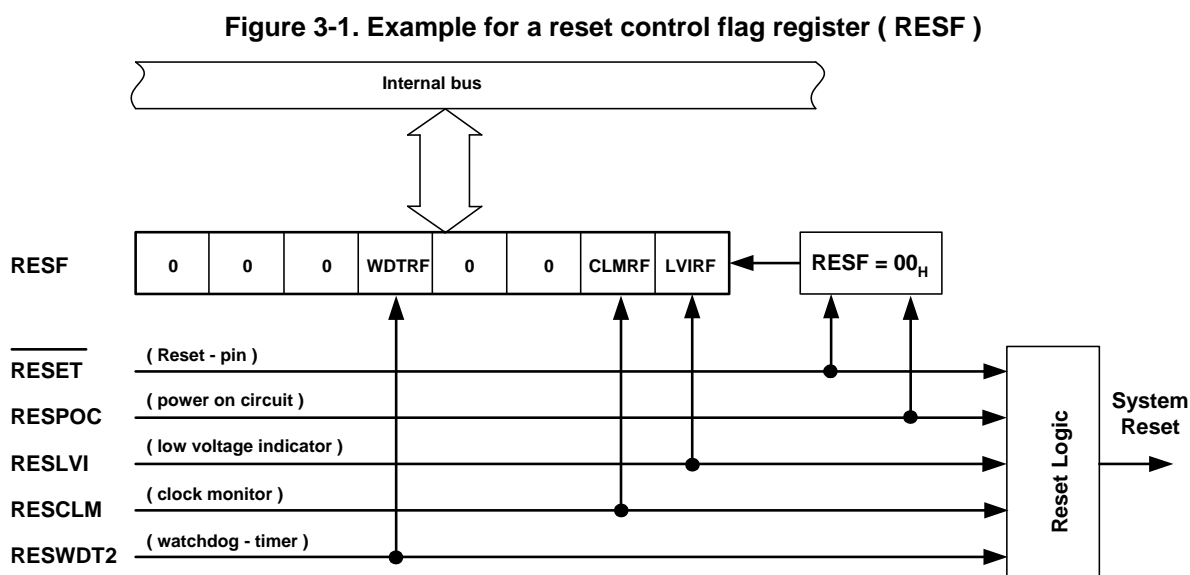 Figure 3-1. Example for a reset control flag register ( RESF )
Internal bus
RESF
0 0 0 WDTRF 0 0 CLMRF LVIRF
RESF = 00H
RESET ( Reset - pin )
RESPOC ( power on circuit )
RESLVI ( low voltage indicator )
RESCLM ( clock monitor )
RESWDT2 ( watchdog - timer )
Reset Logic
System
Reset